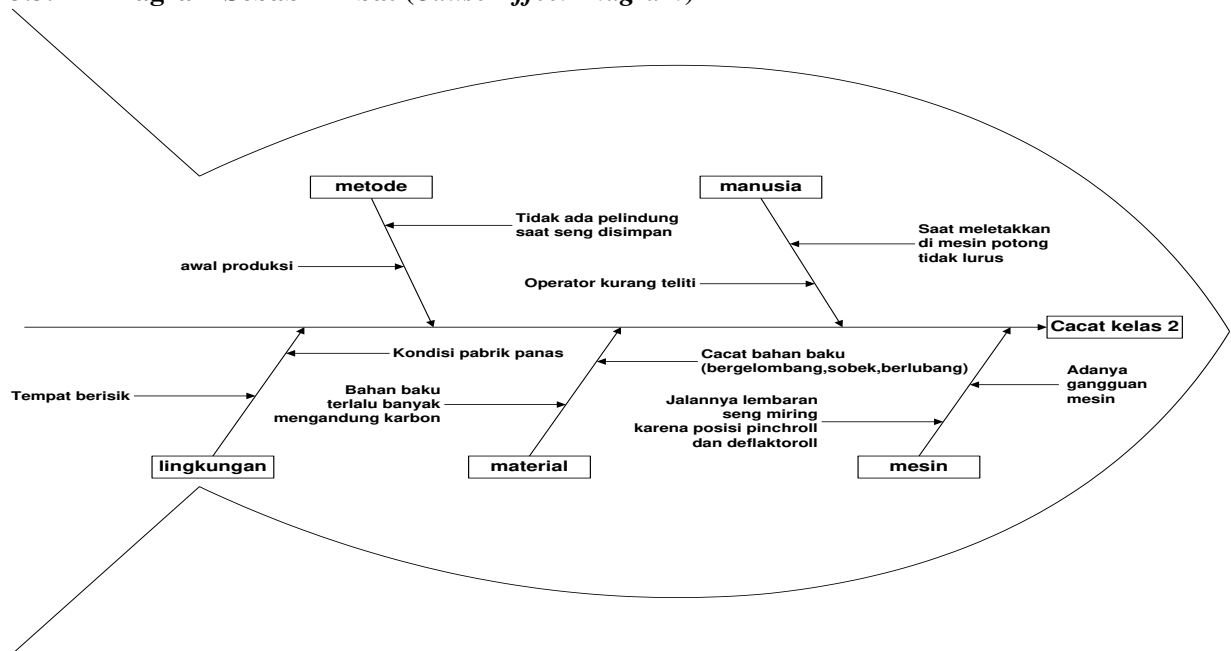 metode
manusia
Tidak ada pelindung
saat seng disimpan
Saat meletakkan
di mesin potong
tidak lurus
awal produksi
Operator kurang teliti
Cacat kelas 2
Kondisi pabrik panas
Cacat bahan baku
(bergelombang,sobek,berlubang)
Adanya
gangguan
mesin
Tempat berisik
Bahan baku
terlalu banyak
mengandung karbon
Jalannya lembaran
seng miring
karena posisi pinchroll
dan deflaktoroll
lingkungan
material
mesin